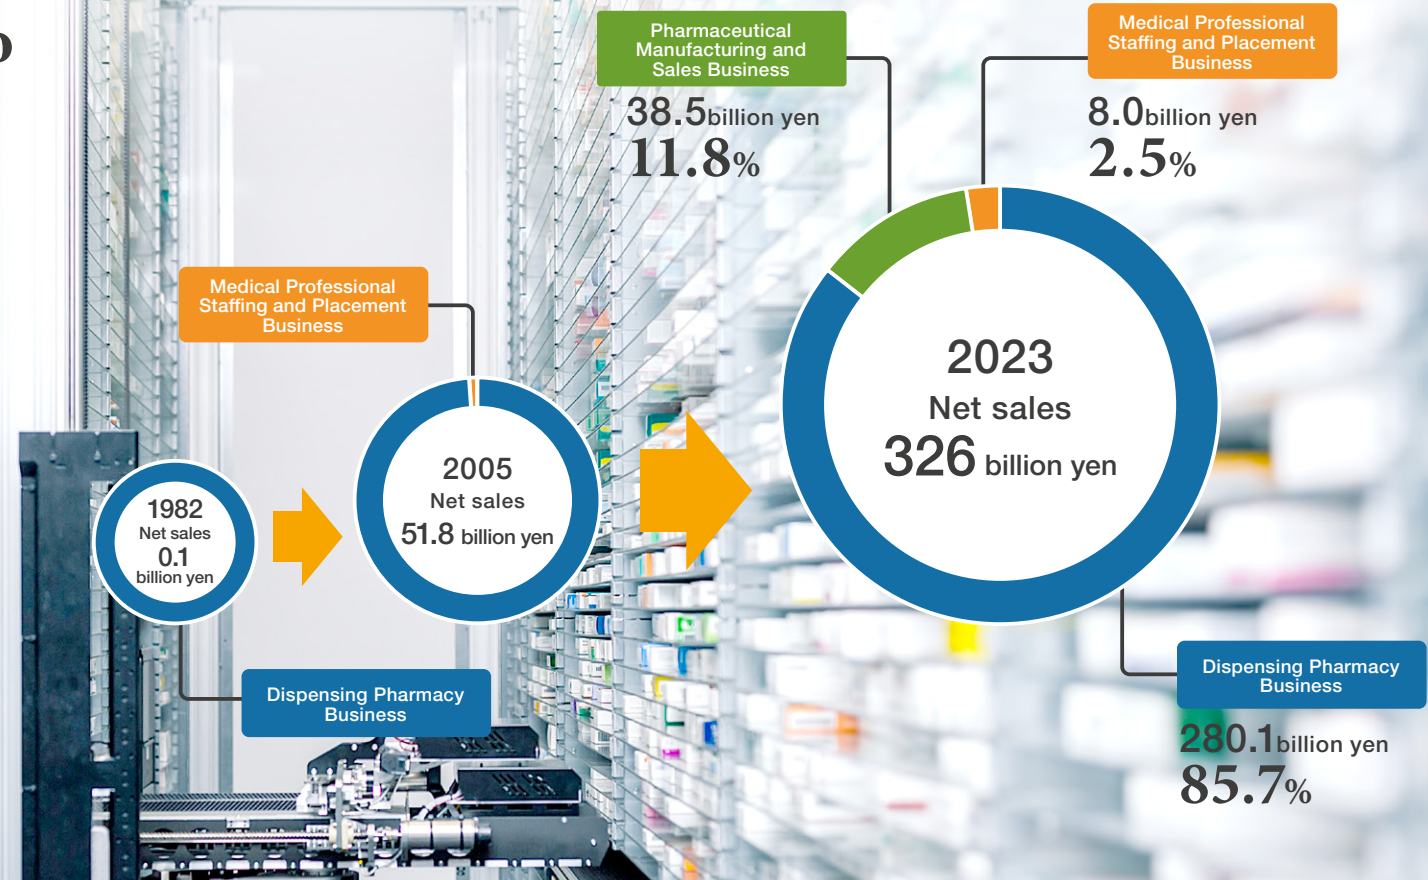 Pharmaceutical
Manufacturing and
Sales Business
38.5billion yen
11.8%
Medical Professional
Staffing and Placement
Business
8.0billion yen
2.5%
Medical Professional
Staffing and Placement
Business
1982
Net sales
0.1
billion yen
2005
Net sales
51.8 billion yen
2023
Net sales
326 billion yen
Dispensing Pharmacy
Business
Dispensing Pharmacy
Business
280.1billion yen
85.7%